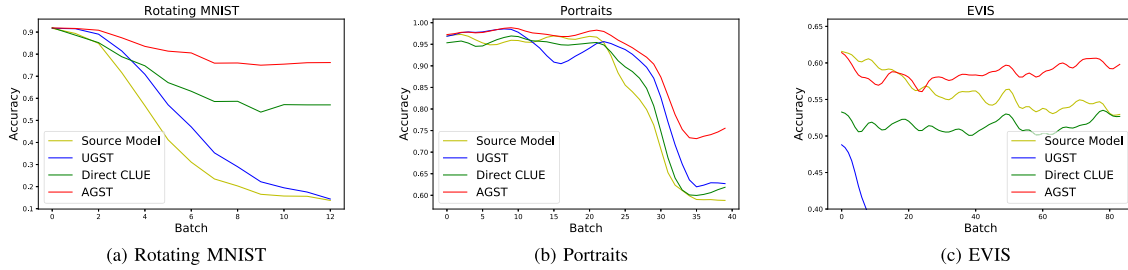 Rotating MNIST
Accuracy
0.9
0.8
0.7
0.6
0.5
0.4
0.3
0.2
0.1
Source Model
UGST
Direct CLUE
AGST
0 2 4 6 8 10 12
Batch
(a) Rotating MNIST
Portraits
Accuracy
1.00
0.95
0.90
0.85
0.80
0.75
0.70
0.65
0.60
Source Model
UGST
Direct CLUE
AGST
0 5 10 15 20 25 30 35 40
Batch
(b) Portraits
EVIS
Accuracy
0.65
0.60
0.55
0.50
0.45
0.40
Source Model
UGST
Direct CLUE
AGST
0 20 40 60 80
Batch
(c) EVIS